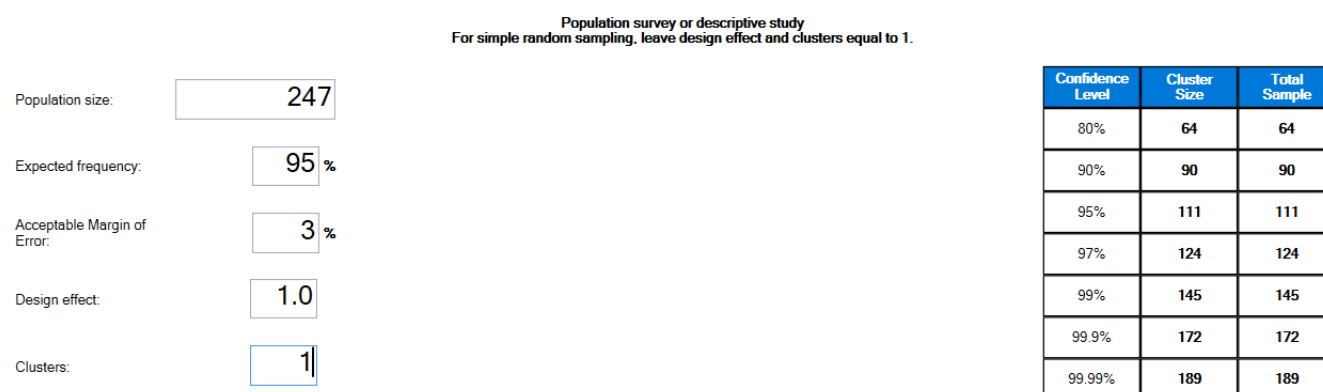 Population survey or descriptive study
For simple random sampling, leave design effect and clusters equal to 1.
Population size: 247
Expected frequency: 95 %
Acceptable Margin of
Error: 3 %
Design effect: 1.0
Clusters: 1
Confidence Level Cluster Size Total Sample
80% 64 64
90% 90 90
95% 111 111
97% 124 124
99% 145 145
99.9% 172 172
99.99% 189 189